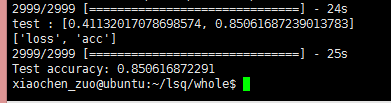 2999/2999 [==============================] - 24s
test : [0.41132017078698574, 0.85061687239013783]
['loss', 'acc']
2999/2999 [==============================] - 25s
Test accuracy: 0.850616872291
xiaochen_zuo@ubuntu:~/lsq/whole$